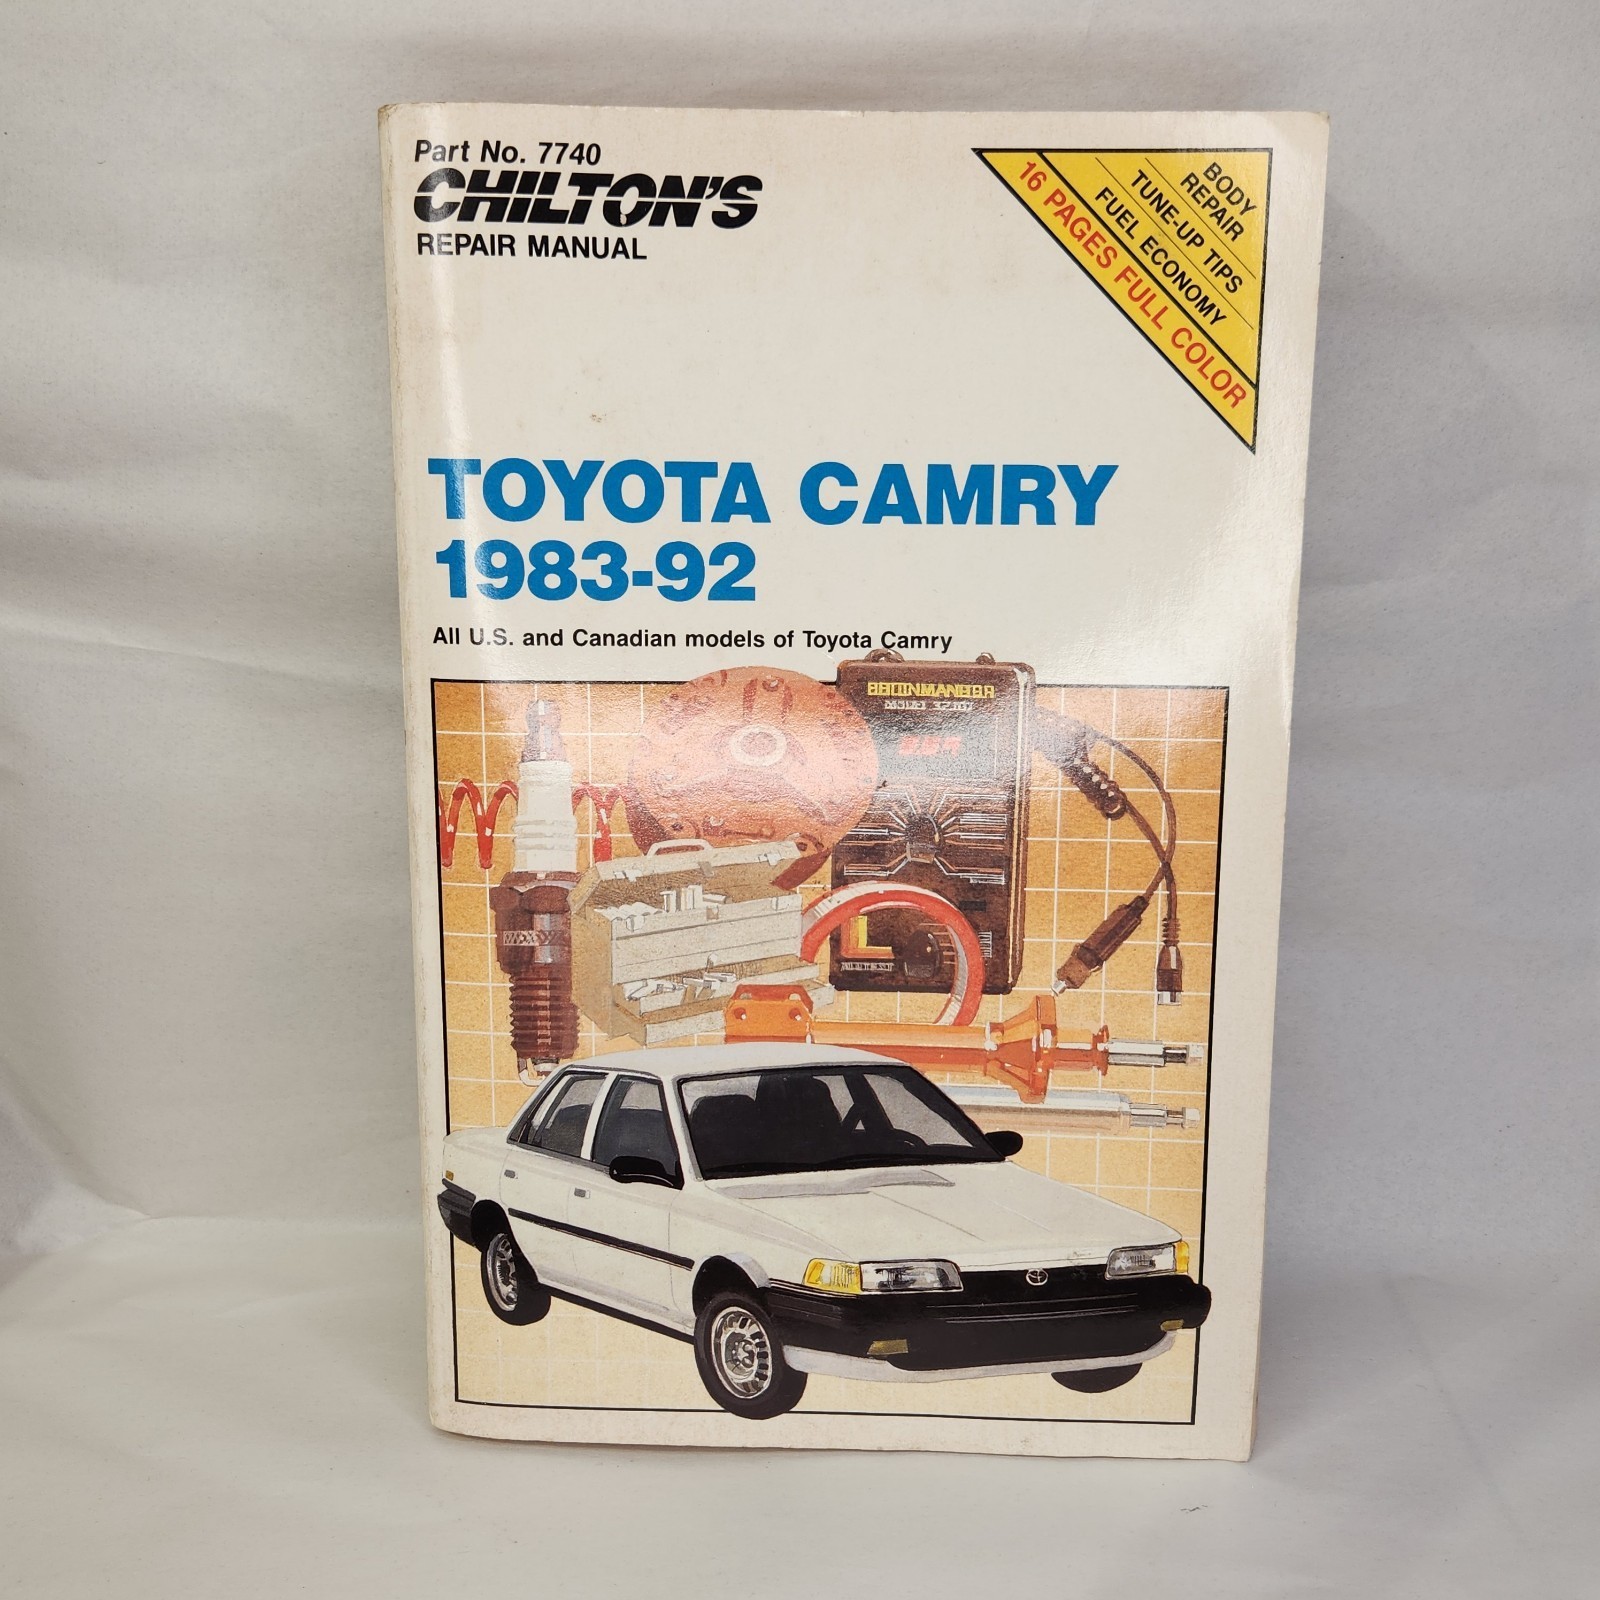 Part No. 7740
CHILTON'S
REPAIR MANUAL
BODY
REPAIR
TUNE-UP TIPS
FUEL ECONOMY
16 PAGES FULL COLOR
TOYOTA CAMRY
1983-92
All U.S. and Canadian models of Toyota Camry